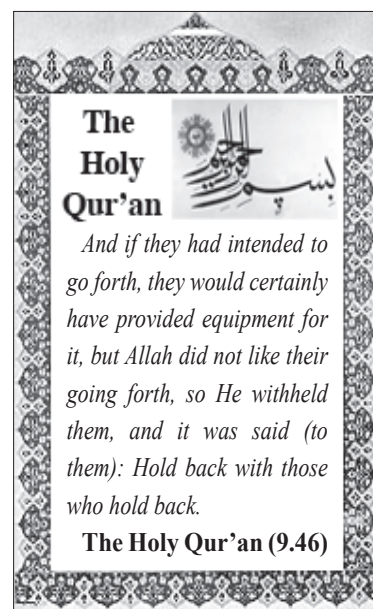 The
Holy
Qur’an
بسم الله الرحمن الرحيم
And if they had intended to
go forth, they would certainly
have provided equipment for
it, but Allah did not like their
going forth, so He withheld
them, and it was said (to
them): Hold back with those
who hold back.
The Holy Qur’an (9.46)